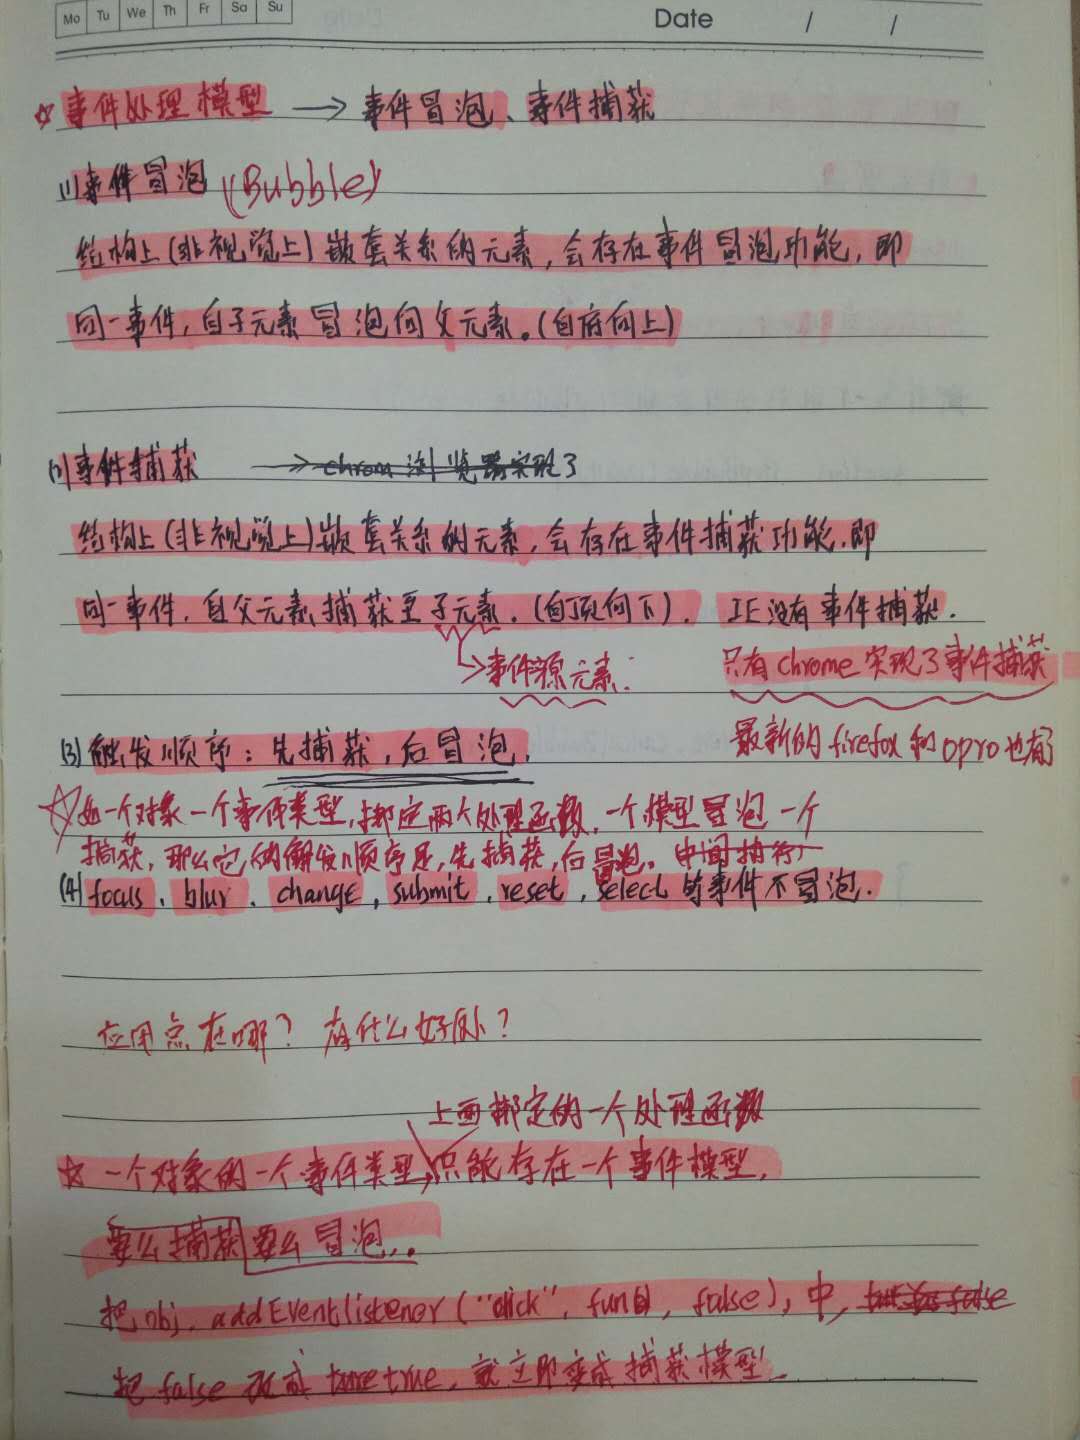 Mo Tu We Th Fr Sa Su
Date / /
☆ 事件处理模型 → 事件冒泡、事件捕获
(1)事件冒泡 (Bubble)
结构上(非视觉上)嵌套关系的元素,会存在事件冒泡功能,即
同一事件,自子元素冒泡向父元素。(自底向上)
(2)事件捕获 → chrom 浏览器实现了
结构上(非视觉上)嵌套关系的元素,会存在事件捕获功能,即
同一事件,自父元素捕获至子元素.(自顶向下). IE没有事件捕获.
→事件源元素. 只有chrome实现了事件捕获
最新的firefox和opro也有了
(3)触发顺序:先捕获,后冒泡.
☆如一个对象一个事件类型,绑定两个处理函数,一个模型冒泡一个
捕获,那么它的触发顺序是,先捕获,后冒泡.
(4)focus、blur、change,submit,reset,select 等事件不冒泡.
应用点在哪? 有什么好处?
上面绑定的一个处理函数
☆ 一个对象的一个事件类型,只能存在一个事件模型,
要么捕获要么冒泡,.
把obj.addEventlistener("click",fun自,false),中,
把false改成ture true,就立即变成捕获模型.